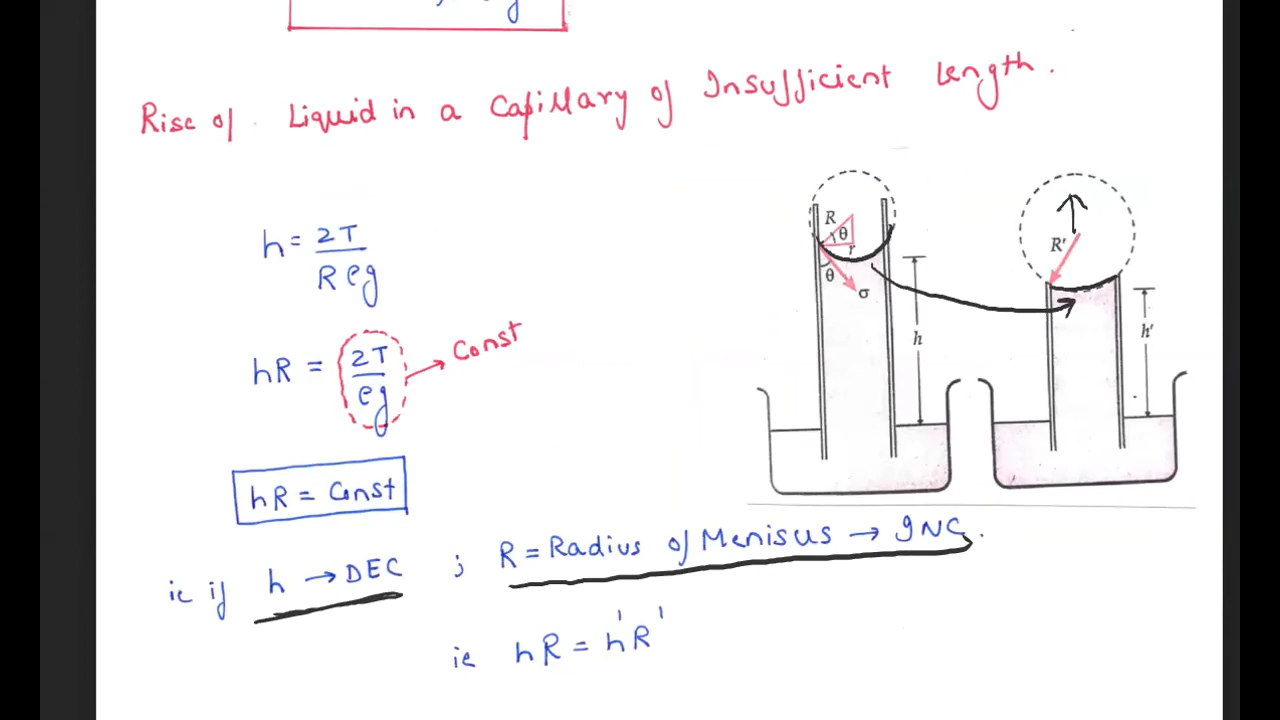 Rise of Liquid in a Capillary of Insufficient Length.
h = 2T / Rρg
hR = 2T / ρg → Const
hR = Const
ie if h → DEC ; R = Radius of Menisus → INC.
ie hR = h'R'
R θ r
θ σ
h
R'
h'